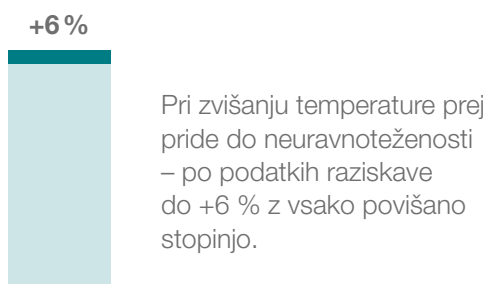 +6 %
Pri zvišanju temperature prej
pride do neuravnoteženosti
– po podatkih raziskave
do +6 % z vsako povišano
stopinjo.